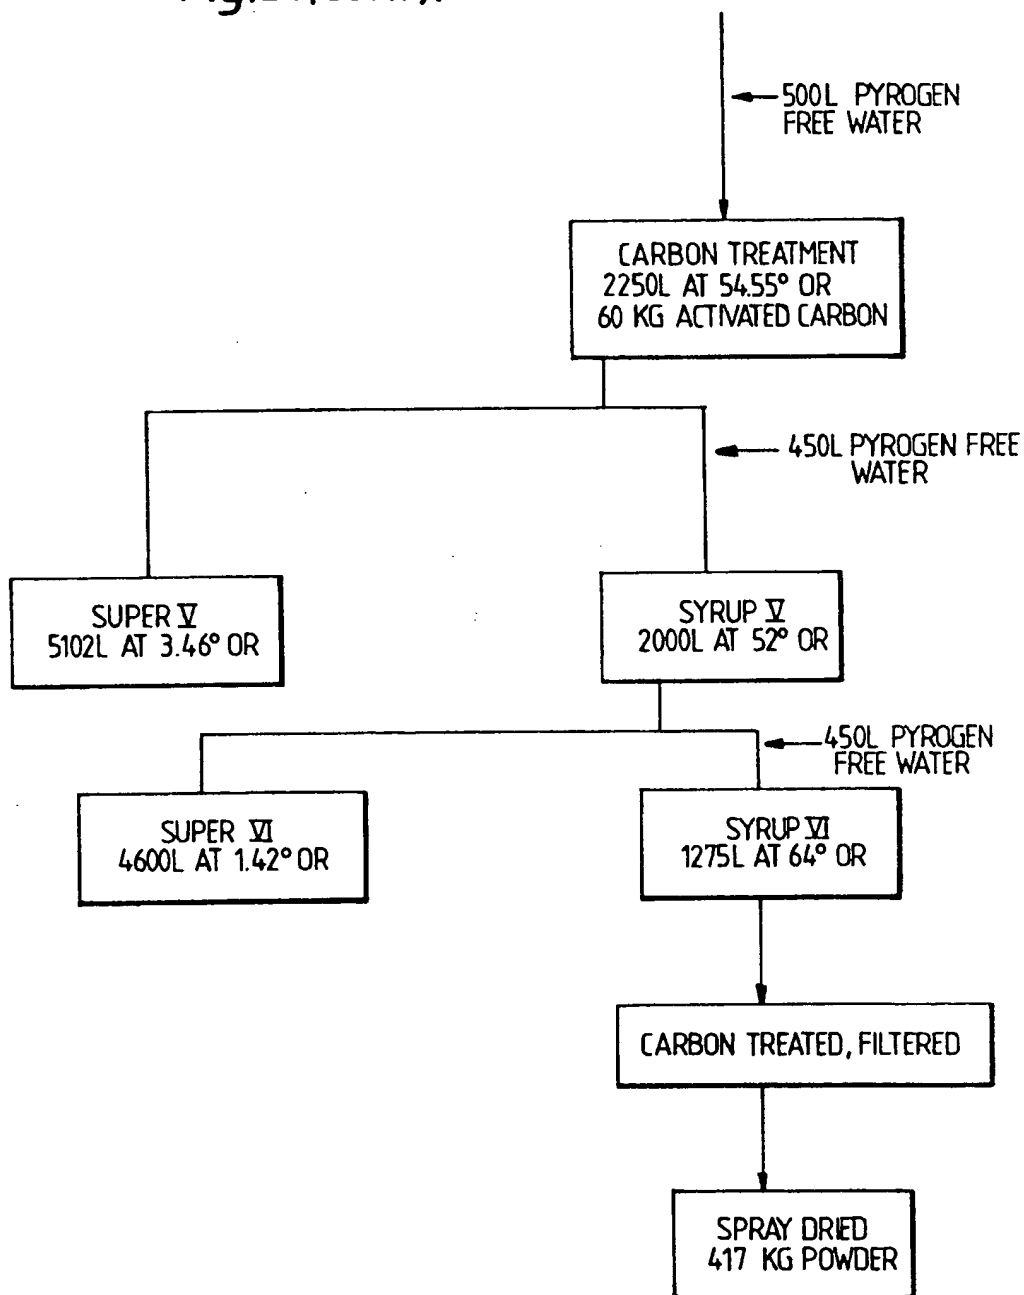 500L PYROGEN
FREE WATER
CARBON TREATMENT
2250L AT 54.55° OR
60 KG ACTIVATED CARBON
450L PYROGEN FREE
WATER
SUPER V
5102L AT 3.46° OR
SYRUP V
2000L AT 52° OR
450L PYROGEN
FREE WATER
SUPER VI
4600L AT 1.42° OR
SYRUP VI
1275L AT 64° OR
CARBON TREATED, FILTERED
SPRAY DRIED
417 KG POWDER